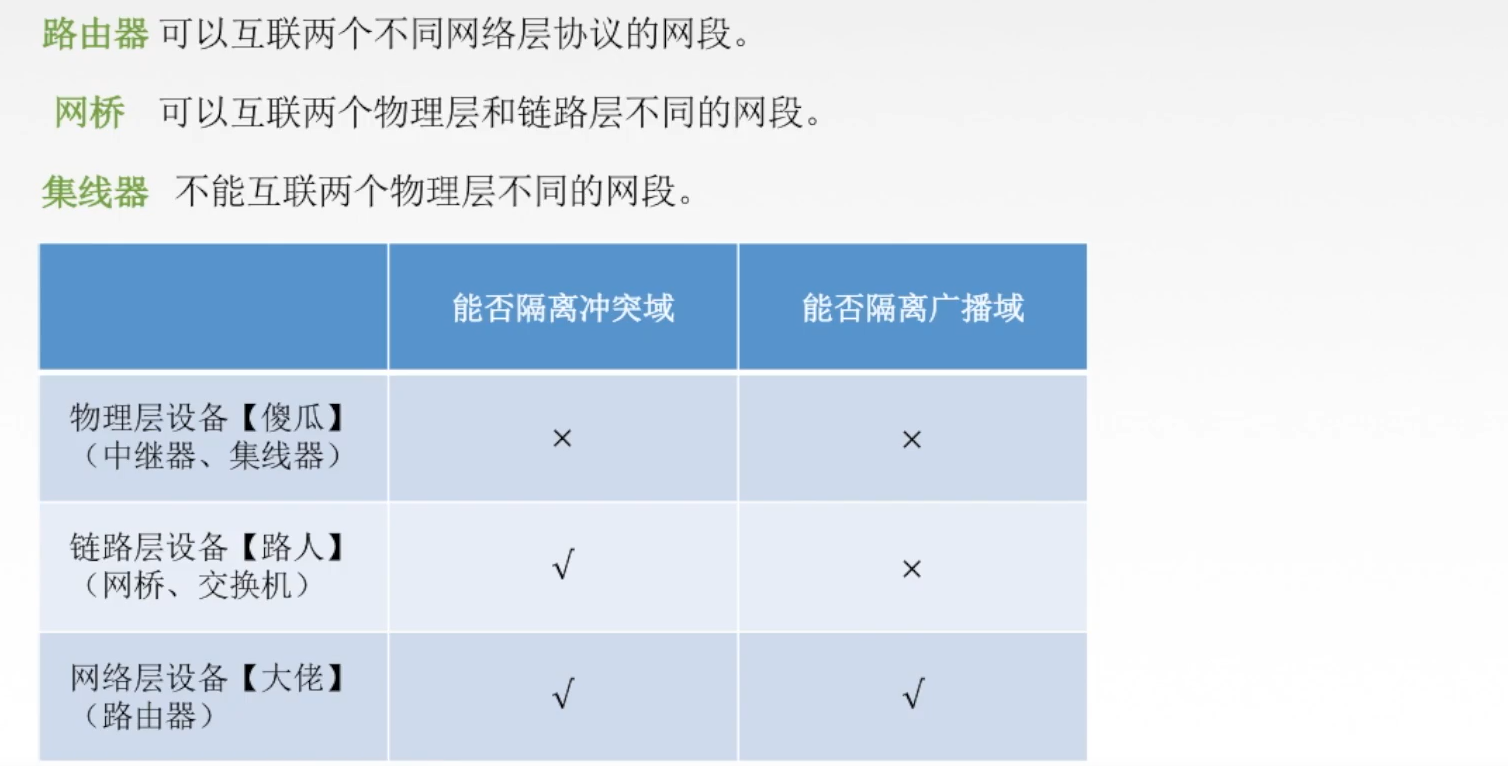 路由器 可以互联两个不同网络层协议的网段。
网桥 可以互联两个物理层和链路层不同的网段。
集线器 不能互联两个物理层不同的网段。
能否隔离冲突域 能否隔离广播域
物理层设备【傻瓜】
（中继器、集线器） × ×
链路层设备【路人】
（网桥、交换机） √ ×
网络层设备【大佬】
（路由器） √ √